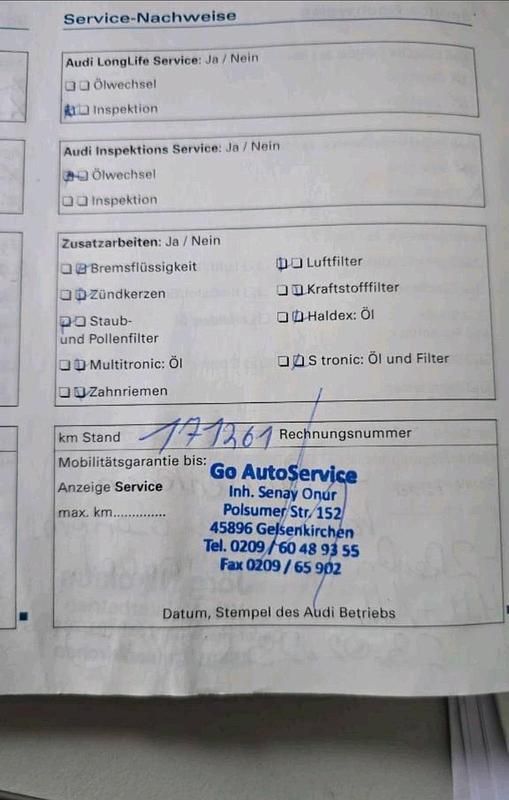 Service-Nachweise
Audi LongLife Service: Ja / Nein
Ölwechsel
Inspektion
Audi Inspektions Service: Ja / Nein
Ölwechsel
Inspektion
Zusatzarbeiten: Ja / Nein
Bremsflüssigkeit
Luftfilter
Zündkerzen
Kraftstofffilter
Staub-
und Pollenfilter
Haldex: Öl
Multitronic: Öl
S tronic: Öl und Filter
Zahnriemen
km Stand 171261 Rechnungsnummer
Mobilitätsgarantie bis:
Anzeige Service
max. km..............
Go AutoService
Inh. Senay Onur
Polsumer Str. 152
45896 Gelsenkirchen
Tel. 0209 / 60 48 93 55
Fax 0209 / 65 902
Datum, Stempel des Audi Betriebs